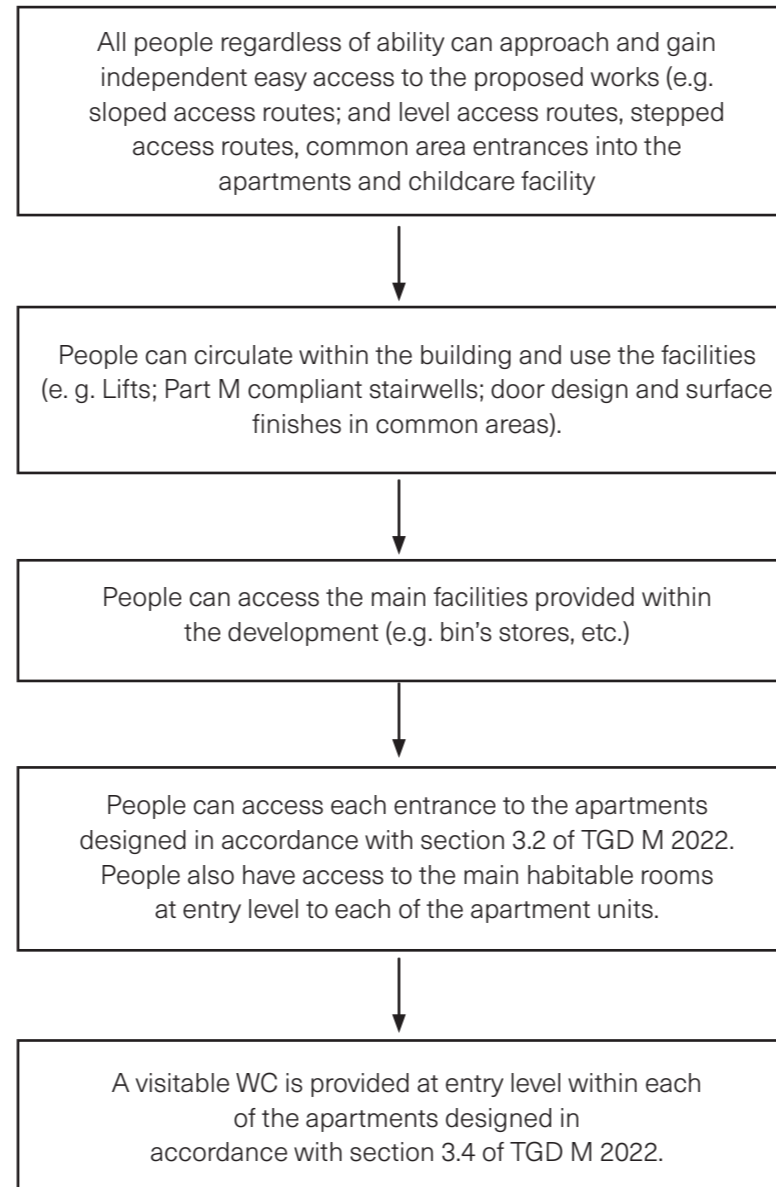 All people regardless of ability can approach and gain
independent easy access to the proposed works (e.g.
sloped access routes; and level access routes, stepped
access routes, common area entrances into the
apartments and childcare facility
People can circulate within the building and use the facilities
(e. g. Lifts; Part M compliant stairwells; door design and surface
finishes in common areas).
People can access the main facilities provided within
the development (e.g. bin's stores, etc.)
People can access each entrance to the apartments
designed in accordance with section 3.2 of TGD M 2022.
People also have access to the main habitable rooms
at entry level to each of the apartment units.
A visitable WC is provided at entry level within each
of the apartments designed in
accordance with section 3.4 of TGD M 2022.